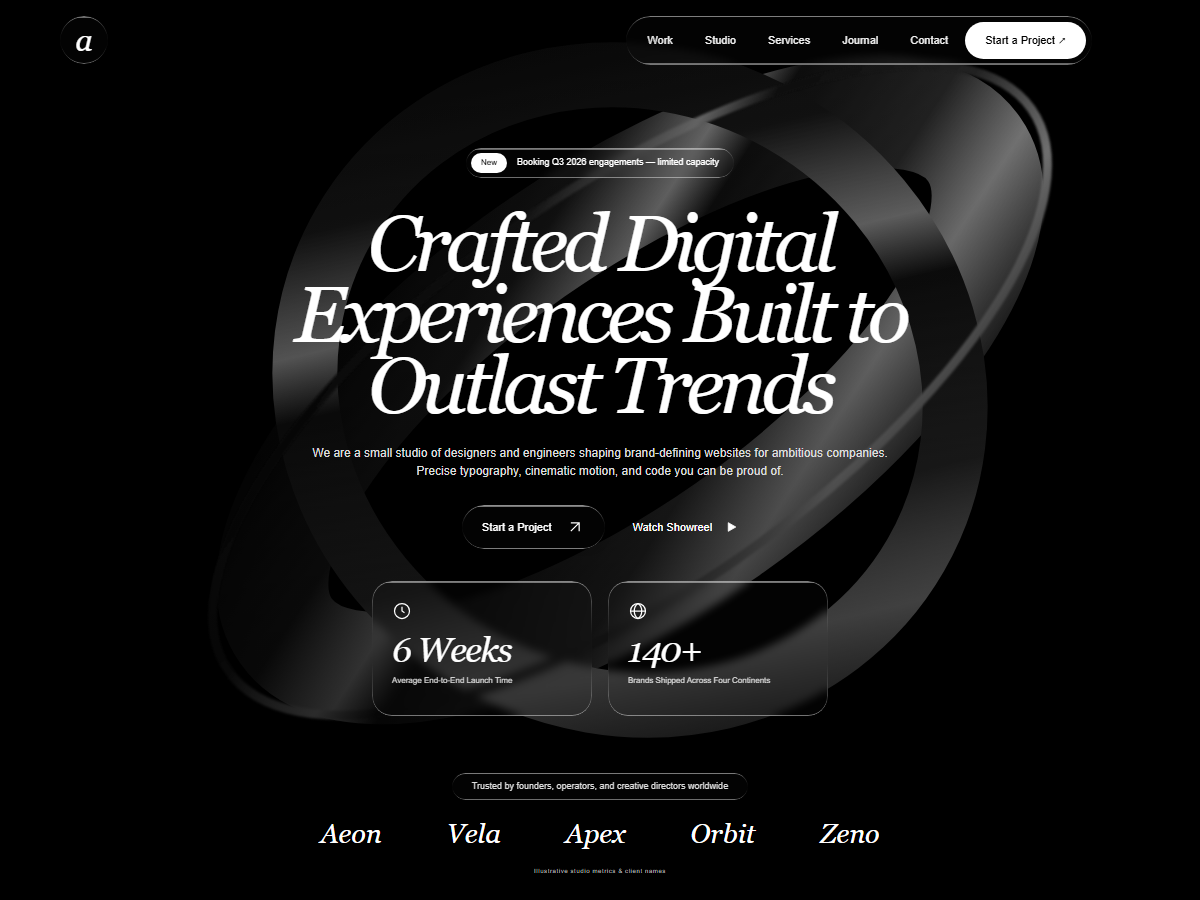 a
Work Studio Services Journal Contact Start a Project ↗
New Booking Q3 2026 engagements — limited capacity
Crafted Digital
Experiences Built to
Outlast Trends
We are a small studio of designers and engineers shaping brand-defining websites for ambitious companies.
Precise typography, cinematic motion, and code you can be proud of.
Start a Project Watch Showreel
6 Weeks
Average End-to-End Launch Time
140+
Brands Shipped Across Four Continents
Trusted by founders, operators, and creative directors worldwide
Aeon Vela Apex Orbit Zeno
Illustrative studio metrics & client names